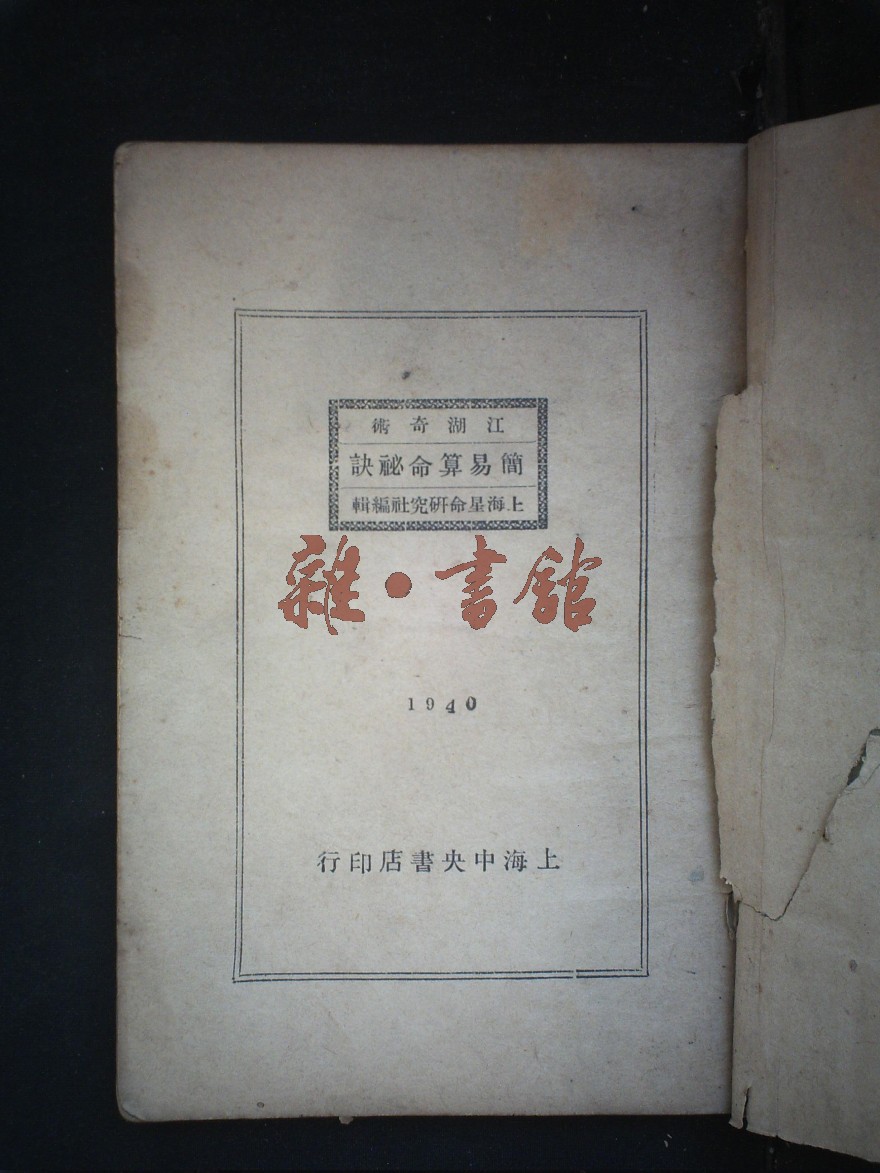 江湖奇術
簡易算命祕訣
上海星命研究社編輯
雜·書館
1940
上海中央書店印行